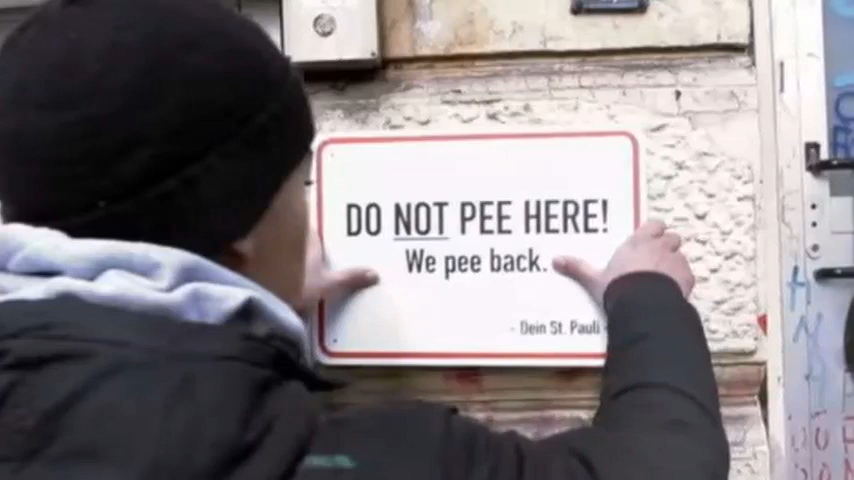 DO NOT PEE HERE!
We pee back.
- Dein St. Pauli -